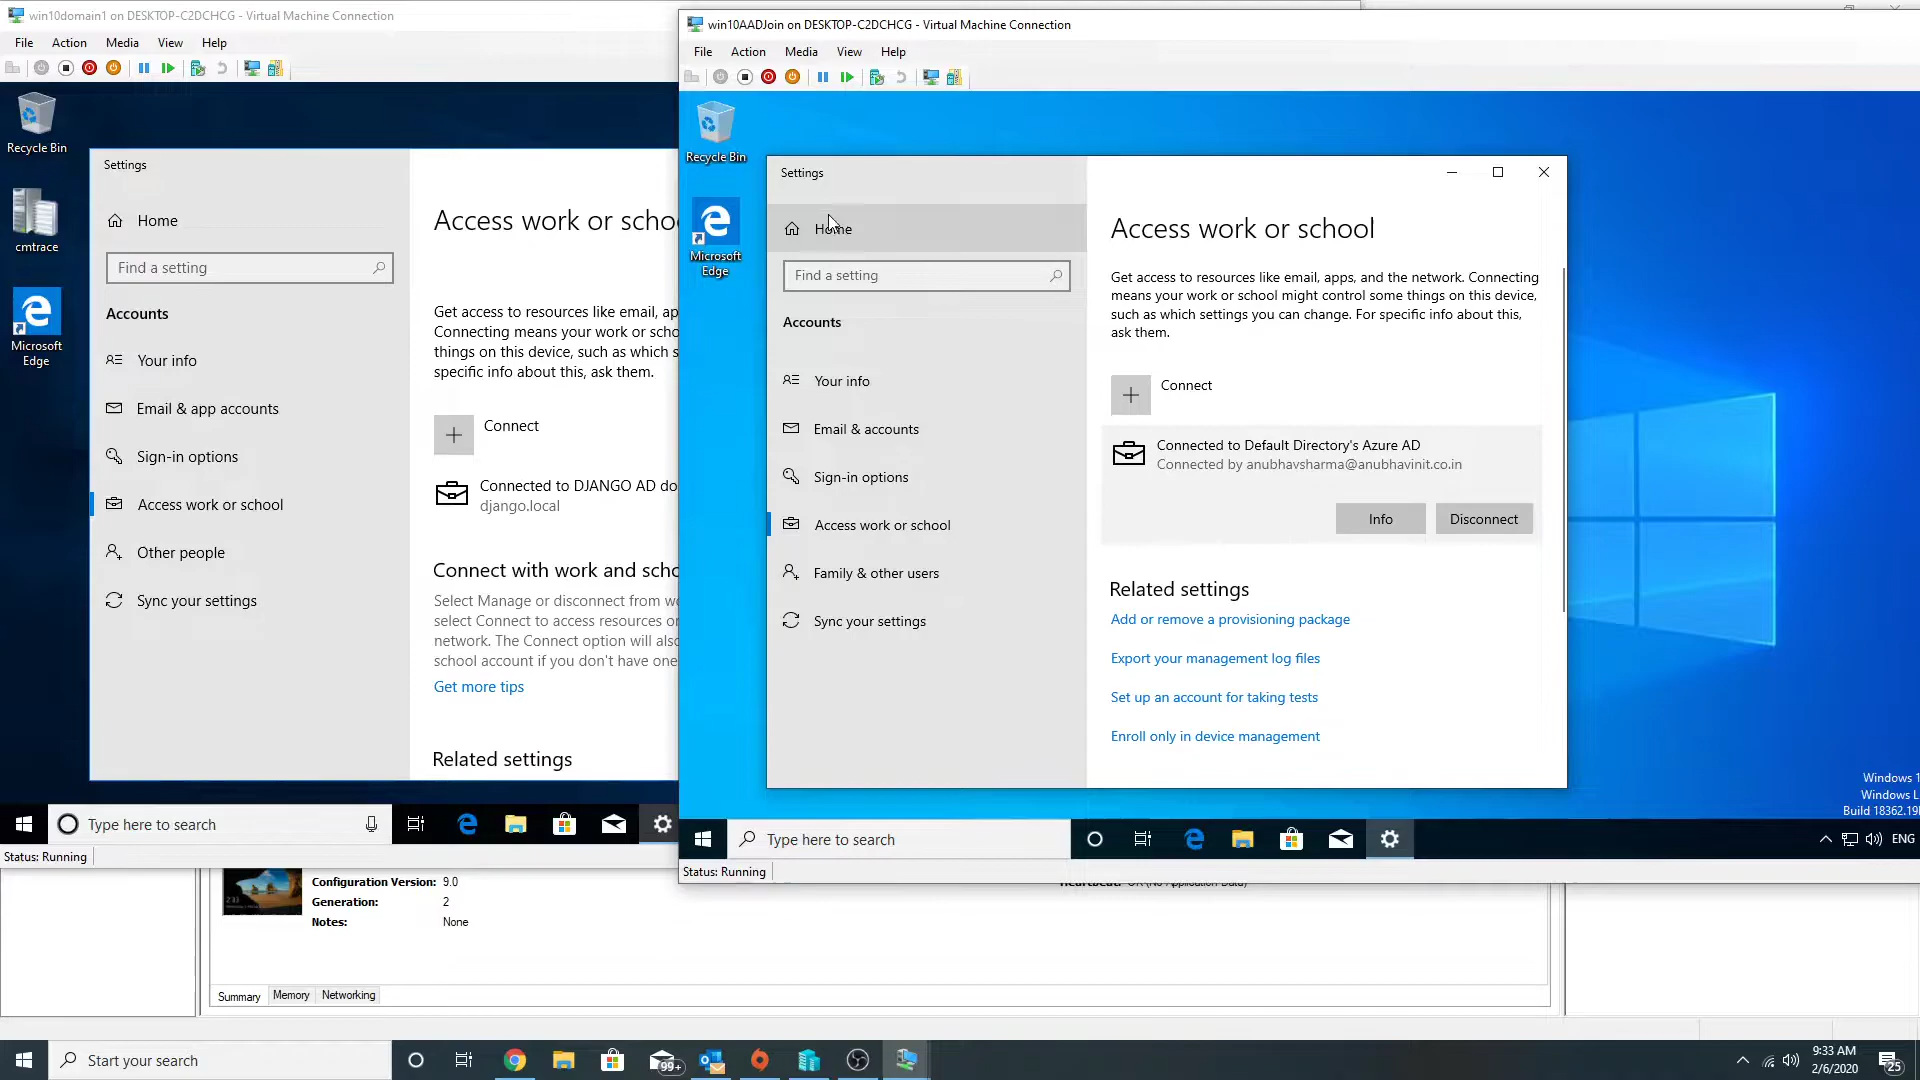 win10domain1 on DESKTOP-C2DCHCG - Virtual Machine Connection
File Action Media View Help
Recycle Bin
cmtrace
Microsoft
Edge
Settings
Home
Find a setting
Accounts
Your info
Email & app accounts
Sign-in options
Access work or school
Other people
Sync your settings
Access work or schoo
Get access to resources like email, ap
Connecting means your work or scho
things on this device, such as which s
specific info about this, ask them.
Connect
Connected to DJANGO AD do
django.local
Connect with work and scho
Select Manage or disconnect from wo
select Connect to access resources or
network. The Connect option will also
school account if you don't have one
Get more tips
Related settings
Type here to search
Status: Running
win10AADJoin on DESKTOP-C2DCHCG - Virtual Machine Connection
File Action Media View Help
Recycle Bin
Microsoft
Edge
Settings
Home
Find a setting
Accounts
Your info
Email & accounts
Sign-in options
Access work or school
Family & other users
Sync your settings
Access work or school
Get access to resources like email, apps, and the network. Connecting
means your work or school might control some things on this device,
such as which settings you can change. For specific info about this,
ask them.
Connect
Connected to Default Directory's Azure AD
Connected by anubhavsharma@anubhavinit.co.in
Info Disconnect
Related settings
Add or remove a provisioning package
Export your management log files
Set up an account for taking tests
Enroll only in device management
Windows 1
Windows L
Build 18362.19
Type here to search
ENG
Status: Running
2:33
Configuration Version: 9.0
Generation: 2
Notes: None
Summary Memory Networking
Start your search
99+
9:33 AM
2/6/2020
25